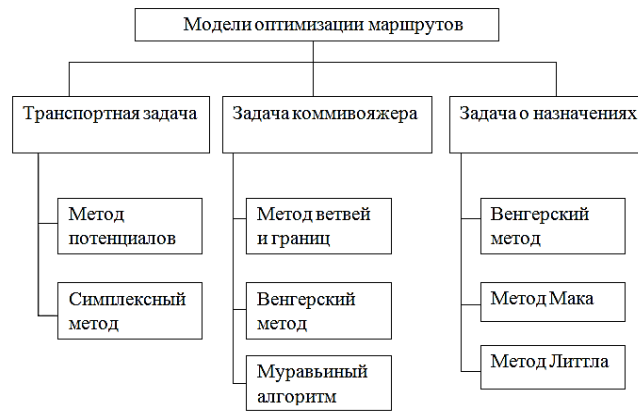 Модели оптимизации маршрутов
Транспортная задача
Метод
потенциалов
Симплексный
метод
Задача коммивояжера
Метод ветвей
и границ
Венгерский
метод
Муравьиный
алгоритм
Задача о назначениях
Венгерский
метод
Метод Мака
Метод Литтла